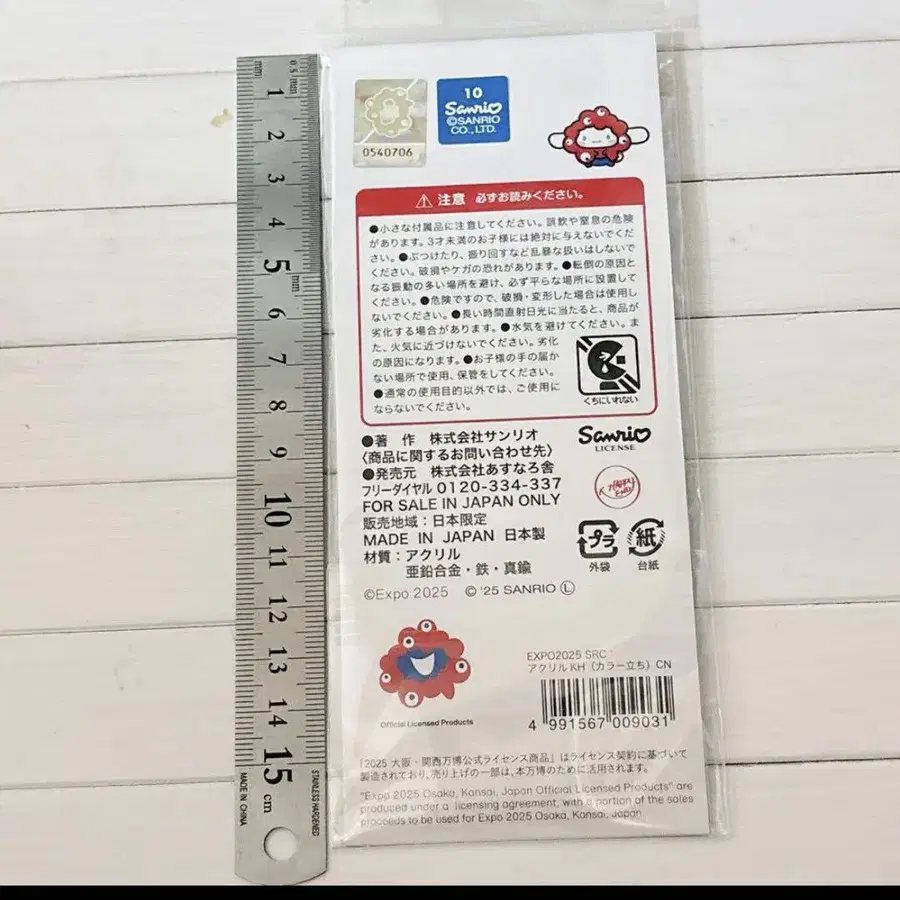 mm
0.5/mm
1
2
3
4
5
mm
6
7
8
9
10
11
12
13
14
15
cm
MADE IN CHINA
STAINLESS HARDENED
0540706
10
Sanrio
©SANRIO
CO., LTD.
注意 必ずお読みください。
●小さな付属品に注意してください。誤飲や窒息の危険
があります。3才未満のお子様には絶対に与えないでくだ
さい。●ぶつけたり、振り回すなど乱暴な扱いはしないで
ください。破損やケガの恐れがあります。●転倒の原因と
なる振動の多い場所を避け、必ず平らな場所に設置して
ください。●危険ですので、破損・変形した場合は使用し
ないでください。●長い時間直射日光に当たると、商品が
劣化する場合があります。●水気を避けてください。ま
た、火気に近づけないでください。劣化
の原因になります。●お子様の手の届か
ない場所で使用、保管をしてください。
●通常の使用目的以外では、ご使用に
ならないでください。
くちにいれない
●著 作 株式会社サンリオ
〈商品に関するお問い合わせ先〉
●発売元 株式会社あすなろ舎
フリーダイヤル 0120-334-337
FOR SALE IN JAPAN ONLY
販売地域：日本限定
MADE IN JAPAN 日本製
材質：アクリル
亜鉛合金・鉄・真鍮
©Expo 2025 © '25 SANRIO Ⓛ
Sanrio
LICENSE
HAPPY
END
プラ
外袋
紙
台紙
Official Licensed Products
EXPO2025 SRC
アクリルKH（カラー立ち）CN
4 991567 009031
「2025 大阪・関西万博公式ライセンス商品」はライセンス契約に基づいて
製造されており、売り上げの一部は、本万博のために活用されます。
"Expo 2025 Osaka, Kansai, Japan Official Licensed Products" are
produced under a licensing agreement, with a portion of the sales
proceeds to be used for Expo 2025 Osaka, Kansai, Japan.